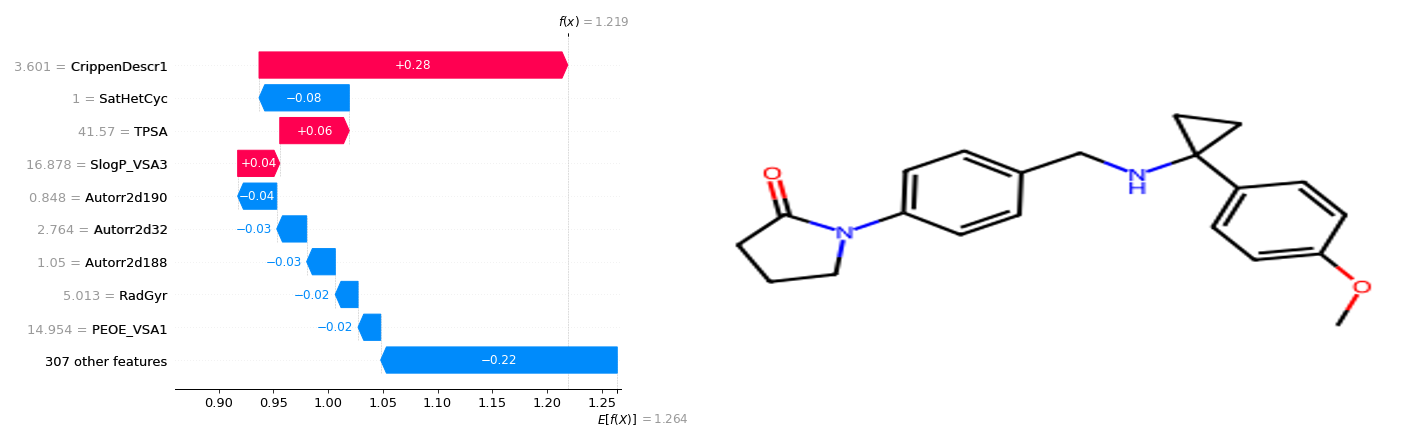 f(x) = 1.219
3.601 = CrippenDescr1
+0.28
1 = SatHetCyc
−0.08
41.57 = TPSA
+0.06
16.878 = SlogP_VSA3
+0.04
0.848 = Autorr2d190
−0.04
2.764 = Autorr2d32
−0.03
1.05 = Autorr2d188
−0.03
5.013 = RadGyr
−0.02
14.954 = PEOE_VSA1
−0.02
307 other features
−0.22
0.90 0.95 1.00 1.05 1.10 1.15 1.20 1.25
E[f(X)] = 1.264
O
N
N
H
O